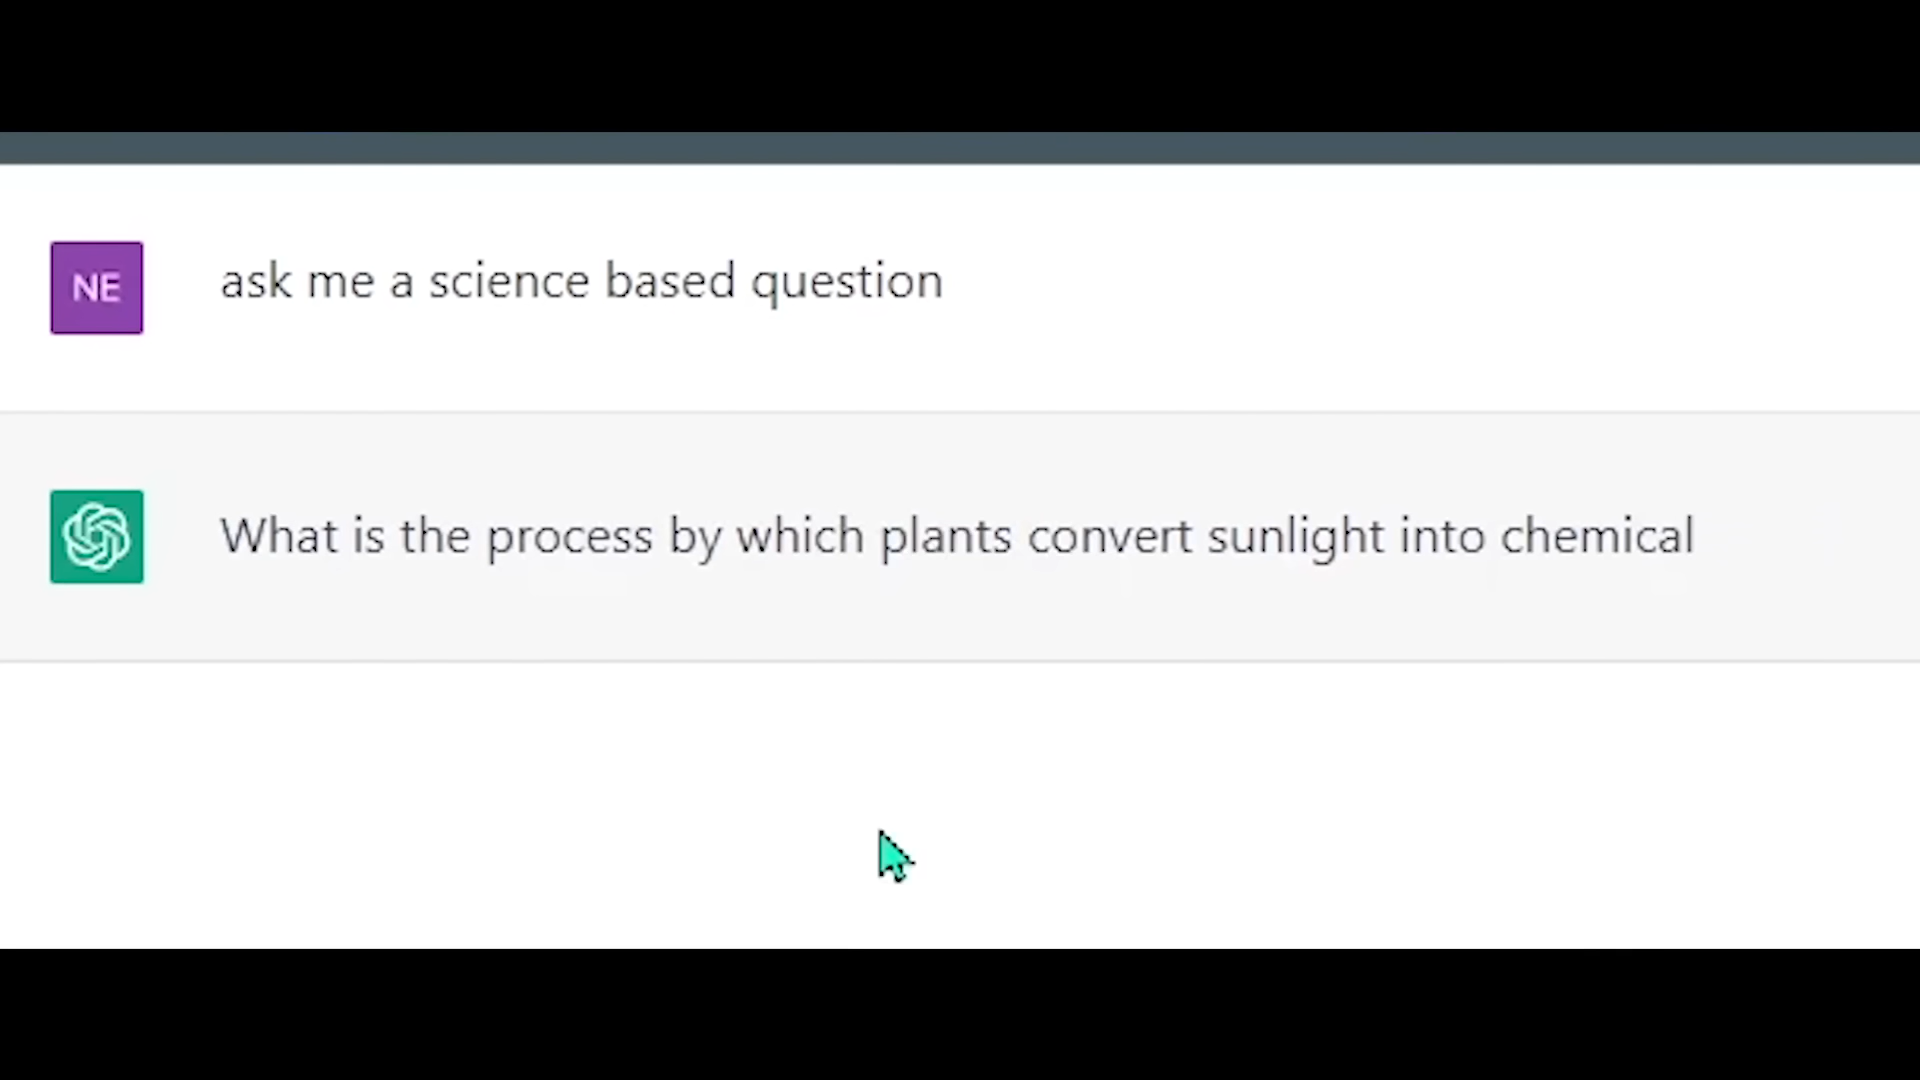 NE
ask me a science based question
What is the process by which plants convert sunlight into chemical